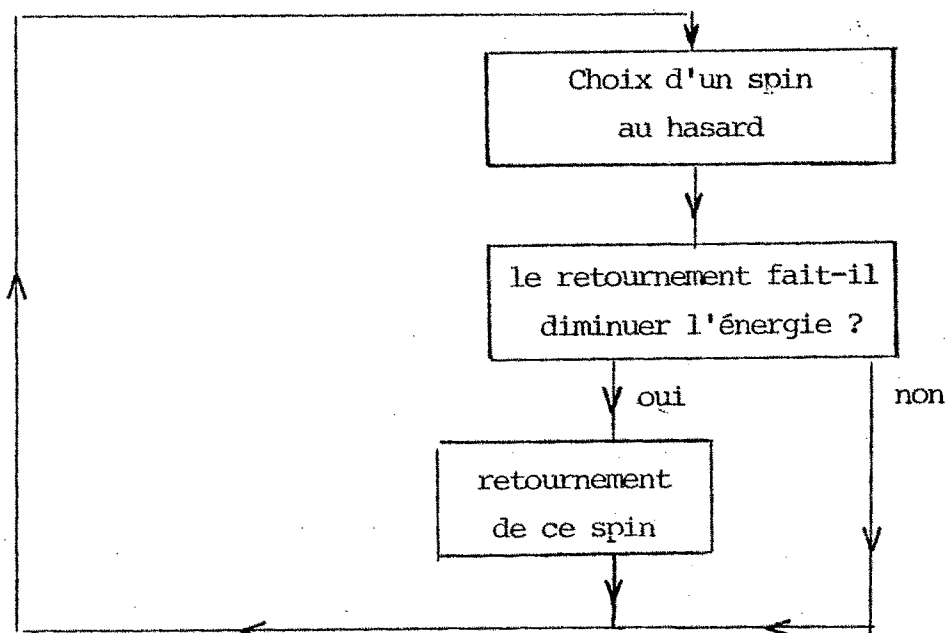 Choix d'un spin
au hasard
le retournement fait-il
diminuer l'énergie ?
oui
non
retournement
de ce spin